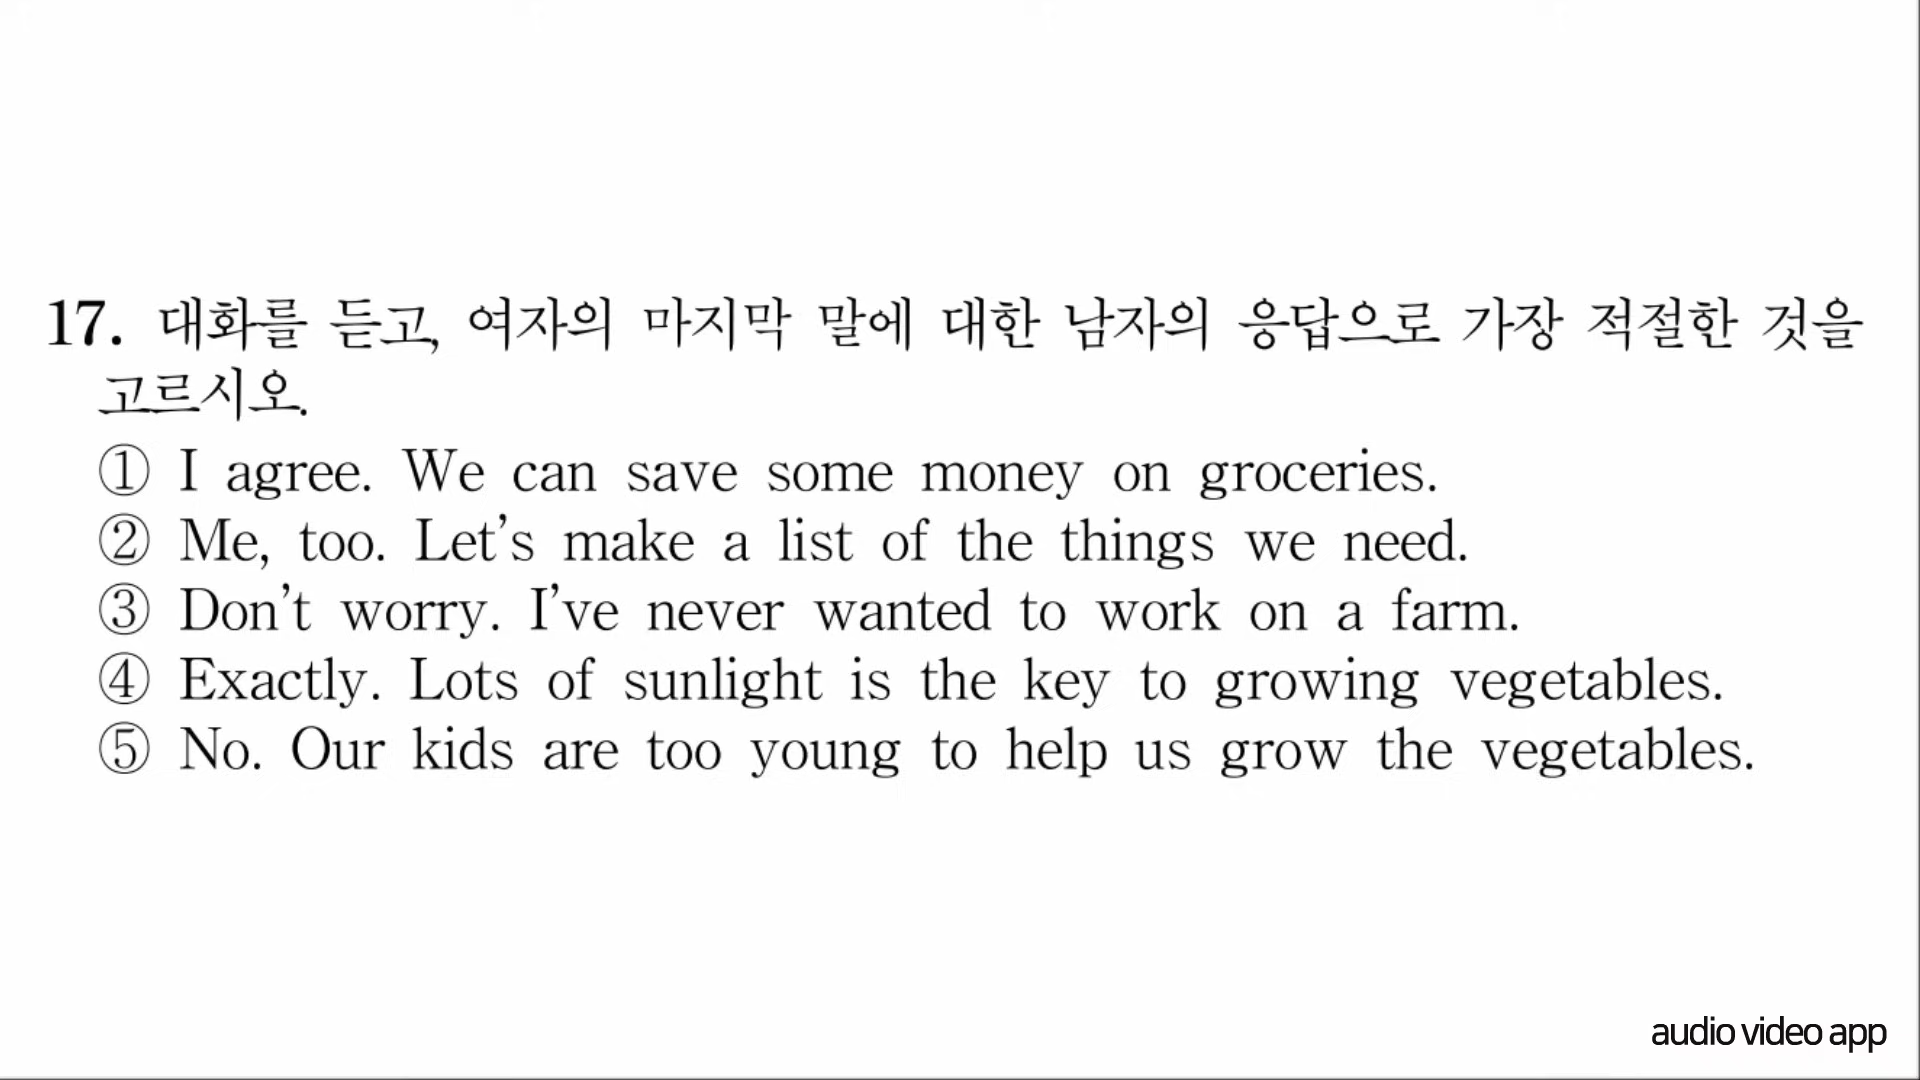 17. 대화를 듣고, 여자의 마지막 말에 대한 남자의 응답으로 가장 적절한 것을
고르시오.
① I agree. We can save some money on groceries.
② Me, too. Let's make a list of the things we need.
③ Don't worry. I've never wanted to work on a farm.
④ Exactly. Lots of sunlight is the key to growing vegetables.
⑤ No. Our kids are too young to help us grow the vegetables.
audio video app